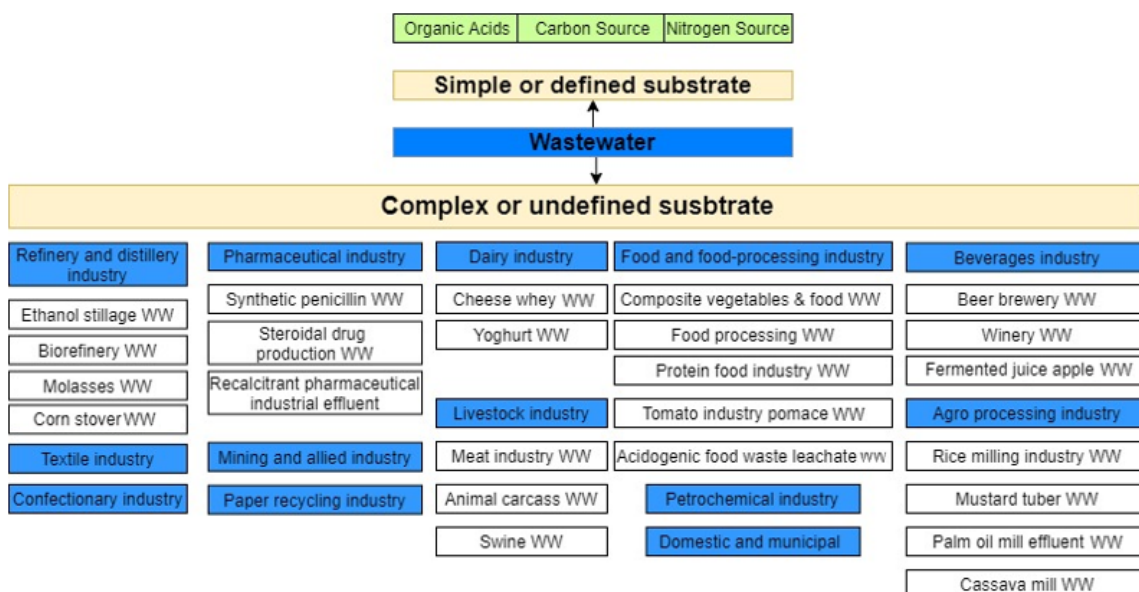 Organic Acids
Carbon Source
Nitrogen Source
Simple or defined substrate
Wastewater
Complex or undefined susbtrate
Refinery and distillery
industry
Ethanol stillage WW
Biorefinery WW
Molasses WW
Corn stover WW
Textile industry
Confectionary industry
Pharmaceutical industry
Synthetic penicillin WW
Steroidal drug
production WW
Recalcitrant pharmaceutical
industrial effluent
Mining and allied industry
Paper recycling industry
Dairy industry
Cheese whey WW
Yoghurt WW
Livestock industry
Meat industry WW
Animal carcass WW
Swine WW
Food and food-processing industry
Composite vegetables & food WW
Food processing WW
Protein food industry WW
Tomato industry pomace WW
Acidogenic food waste leachate WW
Petrochemical industry
Domestic and municipal
Beverages industry
Beer brewery WW
Winery WW
Fermented juice apple WW
Agro processing industry
Rice milling industry WW
Mustard tuber WW
Palm oil mill effluent WW
Cassava mill WW